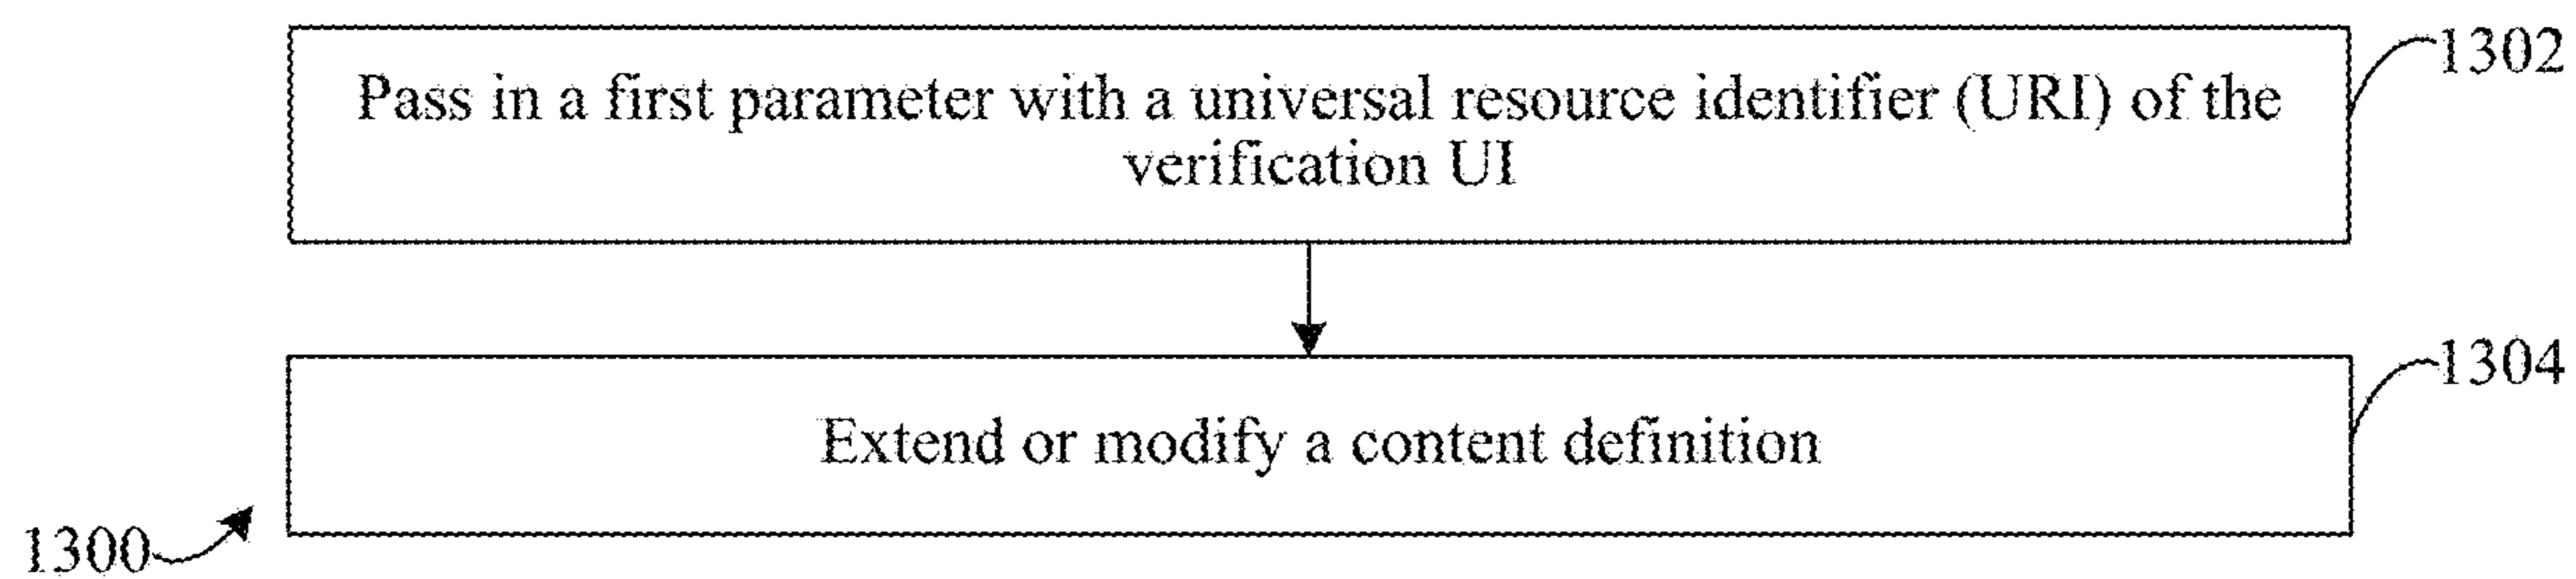 Pass in a first parameter with a universal resource identifier (URI) of the
verification UI
1302
Extend or modify a content definition
1304
1300